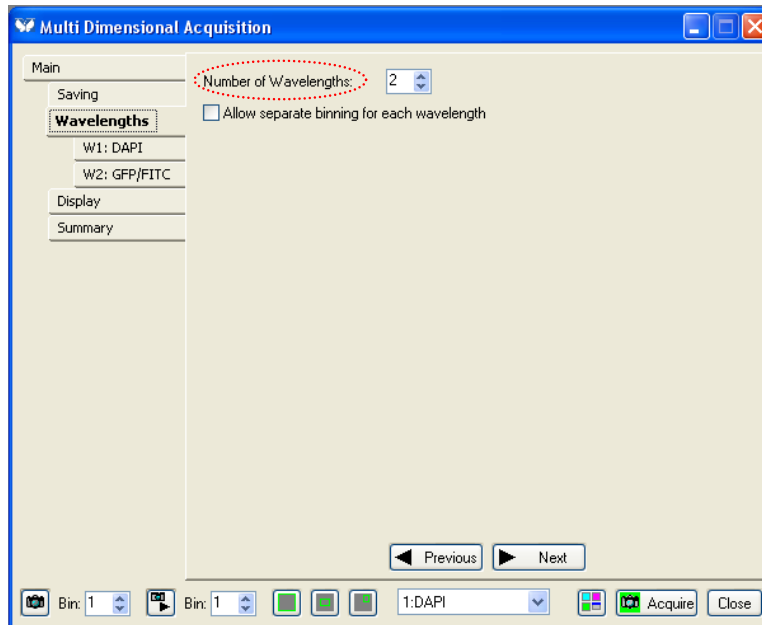 Multi Dimensional Acquisition
Main
Saving
Wavelengths
W1: DAPI
W2: GFP/FITC
Display
Summary
Number of Wavelengths: 2
Allow separate binning for each wavelength
Previous Next
Bin: 1 Bin: 1 1:DAPI Acquire Close